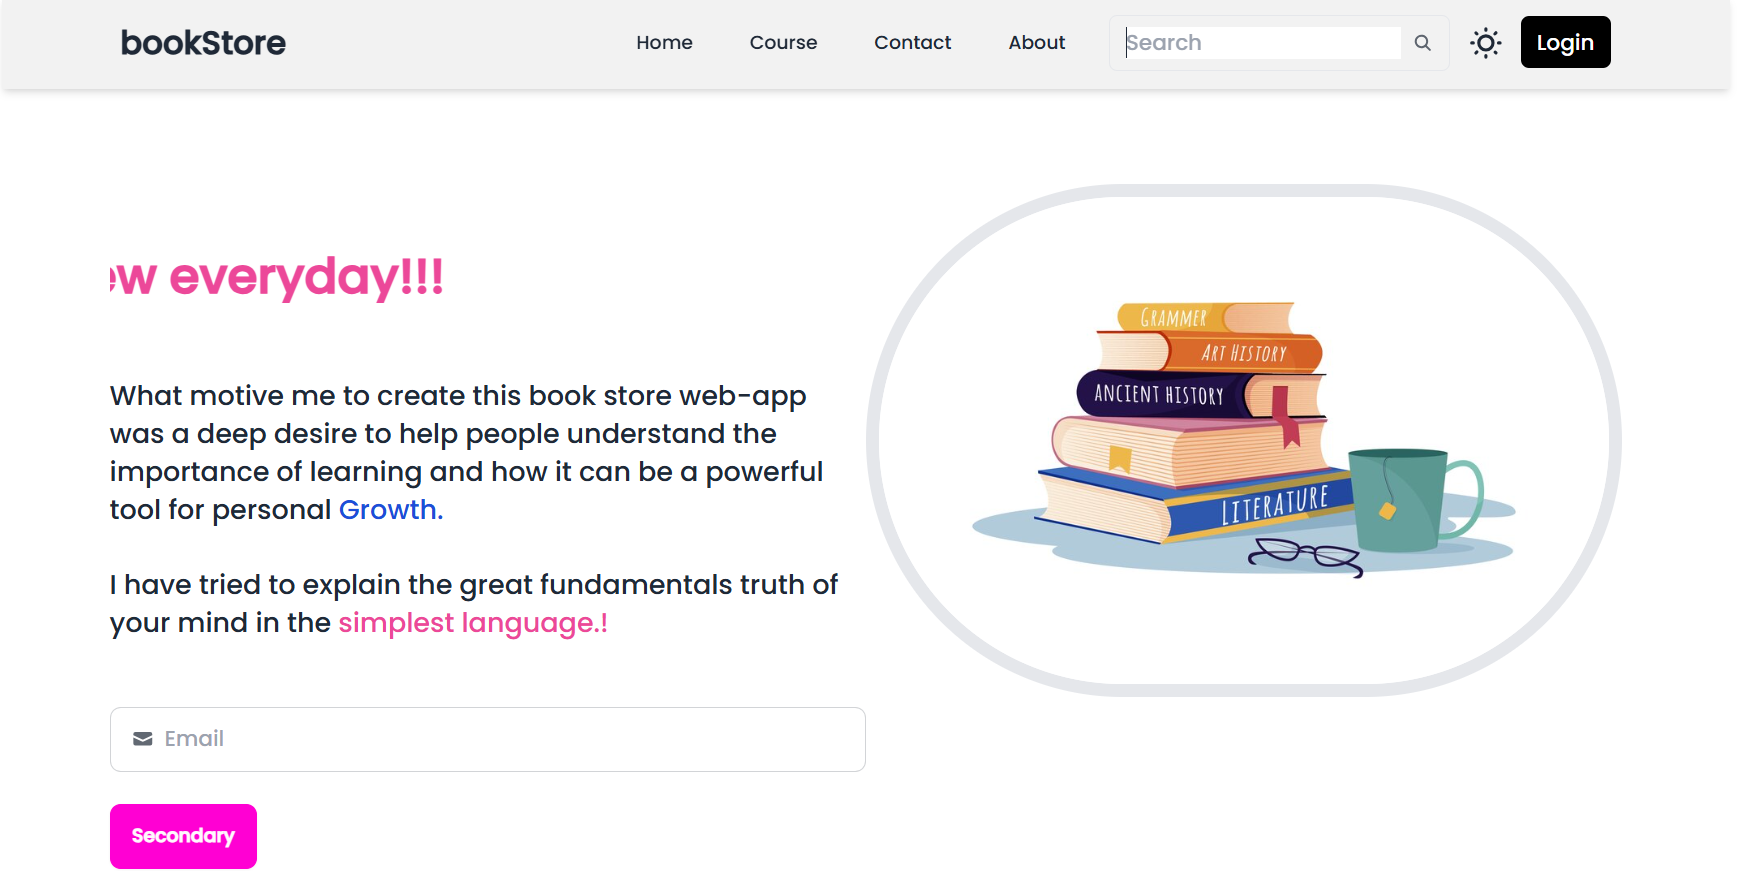 bookStore
Home Course Contact About Search Login
ew everyday!!!
What motive me to create this book store web-app
was a deep desire to help people understand the
importance of learning and how it can be a powerful
tool for personal Growth.
I have tried to explain the great fundamentals truth of
your mind in the simplest language.!
Email
Secondary
GRAMMER
ART HISTORY
ANCIENT HISTORY
LITERATURE